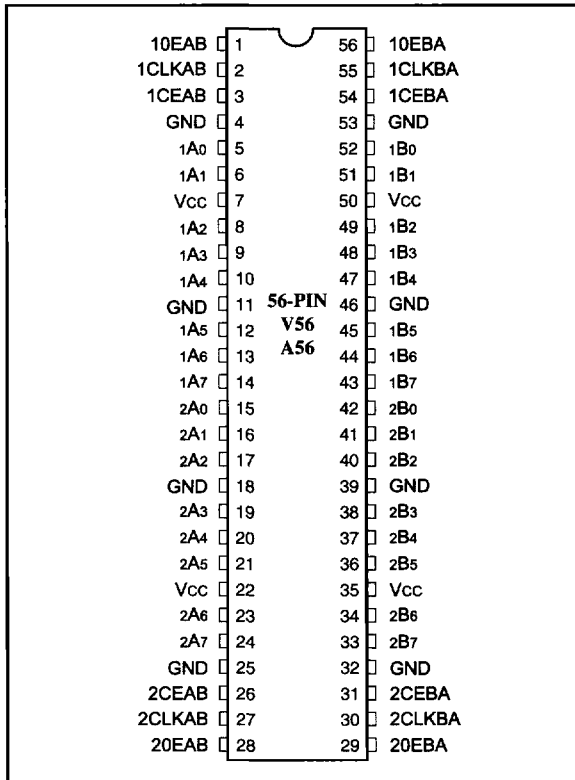 10EAB 1 56 10EBA
1CLKAB 2 55 1CLKBA
1CEAB 3 54 1CEBA
GND 4 53 GND
1A0 5 52 1B0
1A1 6 51 1B1
VCC 7 50 VCC
1A2 8 49 1B2
1A3 9 48 1B3
1A4 10 47 1B4
GND 11 56-PIN 46 GND
V56
1A5 12 45 1B5
A56
1A6 13 44 1B6
1A7 14 43 1B7
2A0 15 42 2B0
2A1 16 41 2B1
2A2 17 40 2B2
GND 18 39 GND
2A3 19 38 2B3
2A4 20 37 2B4
2A5 21 36 2B5
VCC 22 35 VCC
2A6 23 34 2B6
2A7 24 33 2B7
GND 25 32 GND
2CEAB 26 31 2CEBA
2CLKAB 27 30 2CLKBA
20EAB 28 29 20EBA